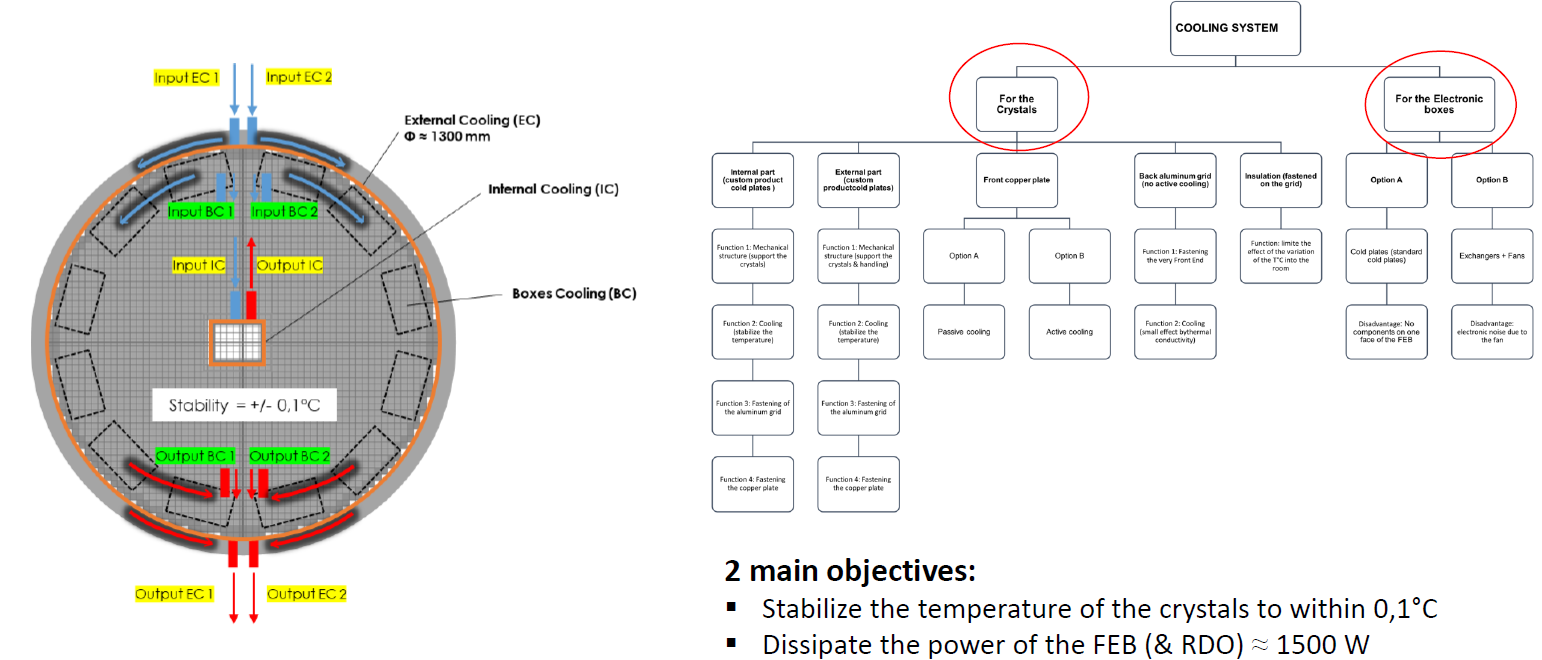 Input EC 1
Input EC 2
External Cooling (EC)
Φ ≈ 1300 mm
Internal Cooling (IC)
Input BC 1
Input BC 2
Input IC
Output IC
Boxes Cooling (BC)
Stability = +/- 0,1°C
Output BC 1
Output BC 2
Output EC 1
Output EC 2
COOLING SYSTEM
For the
Crystals
For the Electronic
boxes
Internal part
(custom product
cold plates )
External part
(custom
productcold plates)
Front copper plate
Back aluminum grid
(no active cooling)
Insulation (fastened
on the grid)
Option A
Option B
Function 1: Mechanical
structure (support the
crystals)
Function 1: Mechanical
structure (support the
crystals & handling)
Option A
Option B
Function 1: Fastening
the very Front End
Function: limite the
effect of the variation
of the T°C into the
room
Cold plates (standard
cold plates)
Exchangers + Fans
Function 2: Cooling
(stabilize the
temperature)
Function 2: Cooling
(stabilize the
temperature)
Passive cooling
Active cooling
Function 2: Cooling
(small effect bythermal
conductivity)
Disadvantage: No
components on one
face of the FEB
Disadvantage:
electronic noise due to
the fan
Function 3: Fastening of
the aluminum grid
Function 3: Fastening of
the aluminum grid
Function 4: Fastening
the copper plate
Function 4: Fastening
the copper plate
2 main objectives:
▪ Stabilize the temperature of the crystals to within 0,1°C
▪ Dissipate the power of the FEB (& RDO) ≈ 1500 W